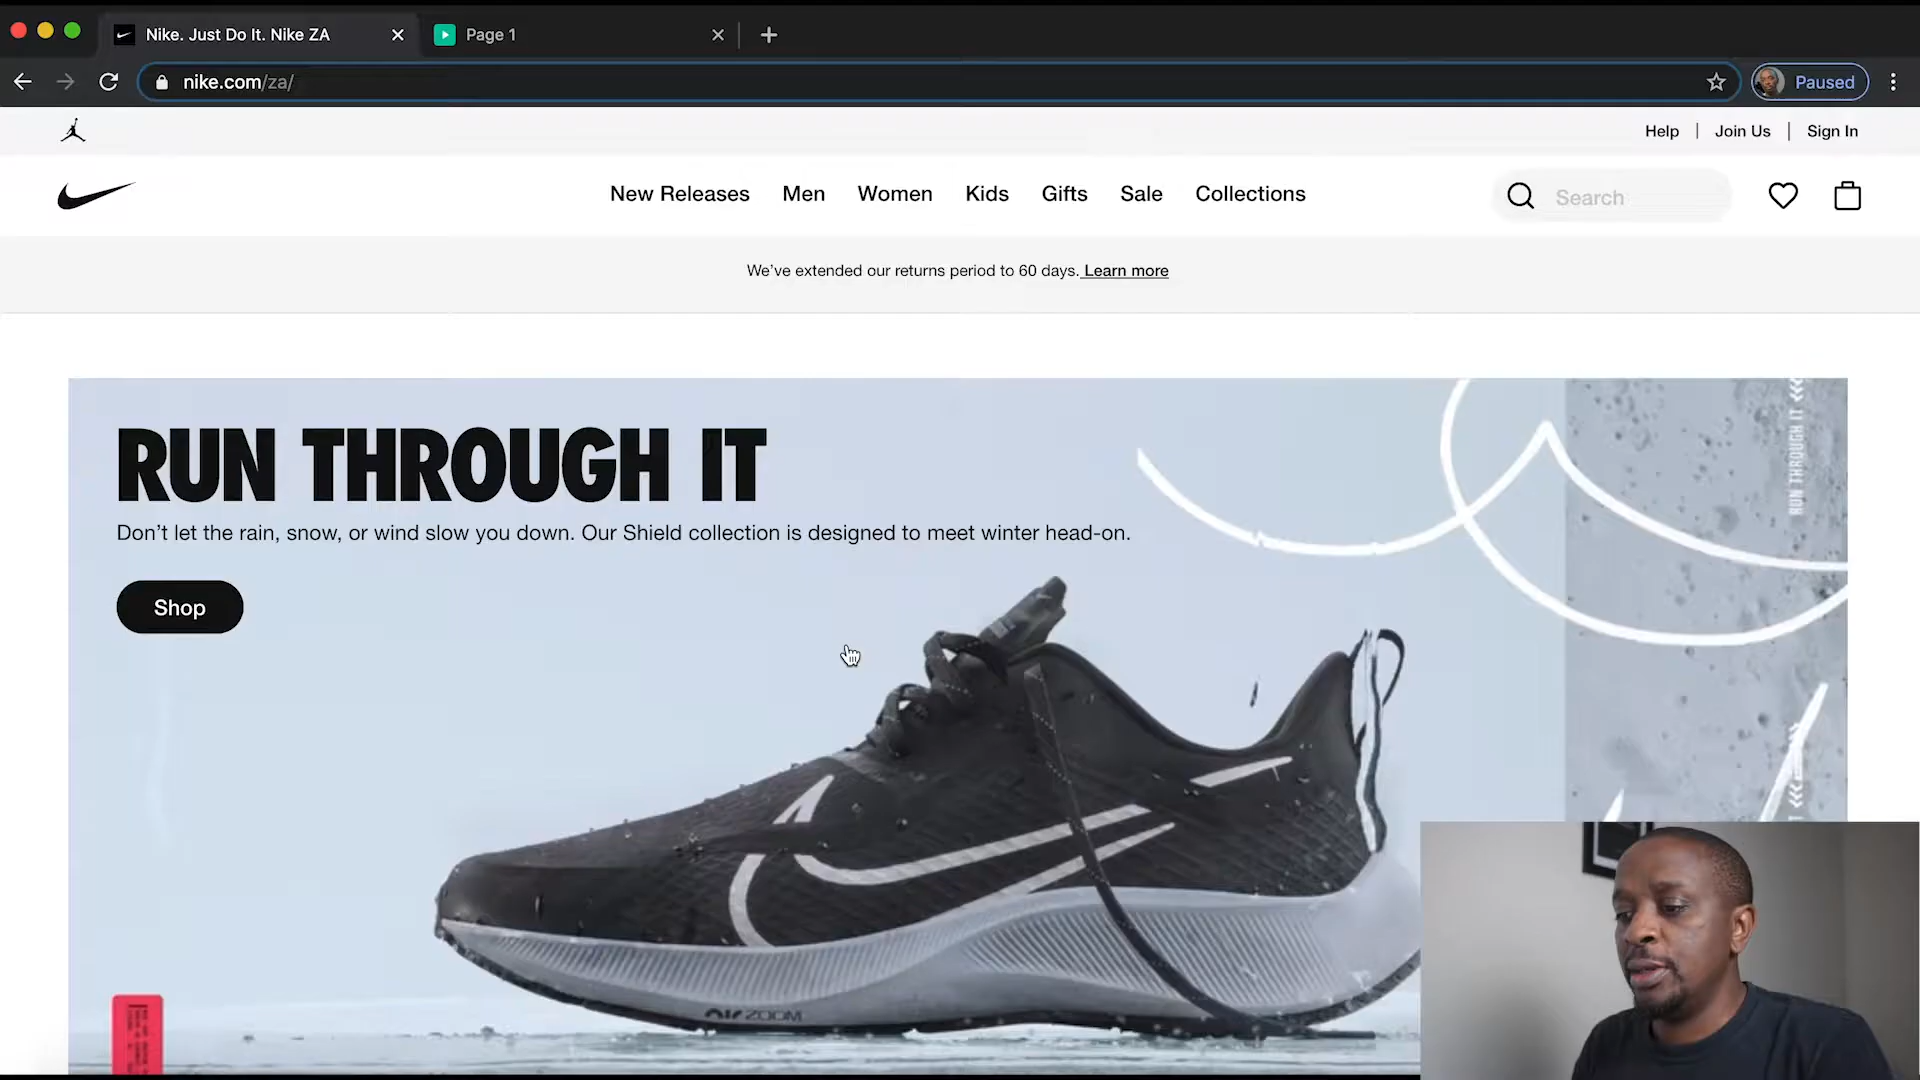 Nike. Just Do It. Nike ZA
Page 1
nike.com/za/
Paused
Help | Join Us | Sign In
New Releases Men Women Kids Gifts Sale Collections
Search
We’ve extended our returns period to 60 days. Learn more
RUN THROUGH IT
Don’t let the rain, snow, or wind slow you down. Our Shield collection is designed to meet winter head-on.
Shop
RUN THROUGH IT
ZOOM